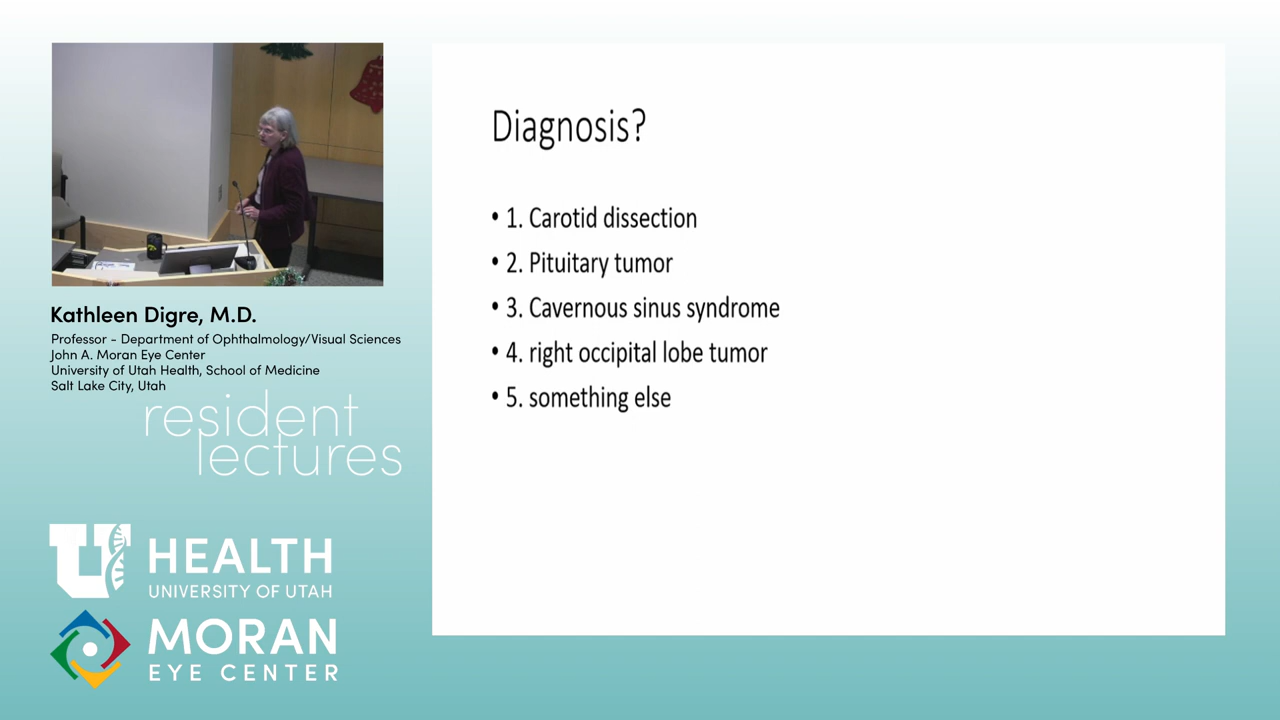 Diagnosis?
• 1. Carotid dissection
• 2. Pituitary tumor
• 3. Cavernous sinus syndrome
• 4. right occipital lobe tumor
• 5. something else
Kathleen Digre, M.D.
Professor - Department of Ophthalmology/Visual Sciences
John A. Moran Eye Center
University of Utah Health, School of Medicine
Salt Lake City, Utah
resident
lectures
U HEALTH
UNIVERSITY OF UTAH
MORAN
EYE CENTER